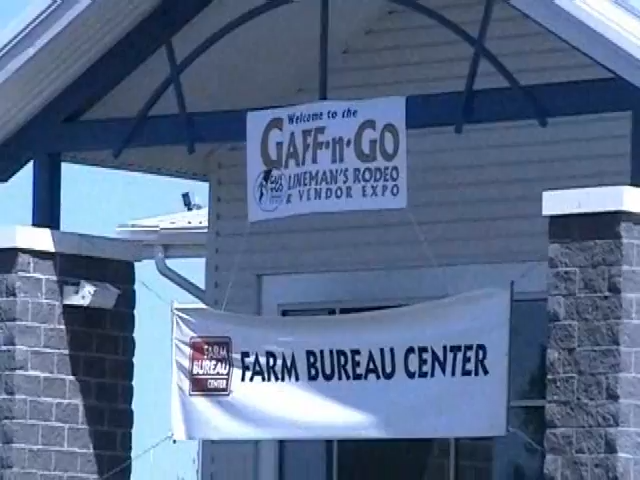 Welcome to the
GAFF-n-GO
LINEMAN'S RODEO
& VENDOR EXPO
FARM
BUREAU
CENTER
FARM BUREAU CENTER